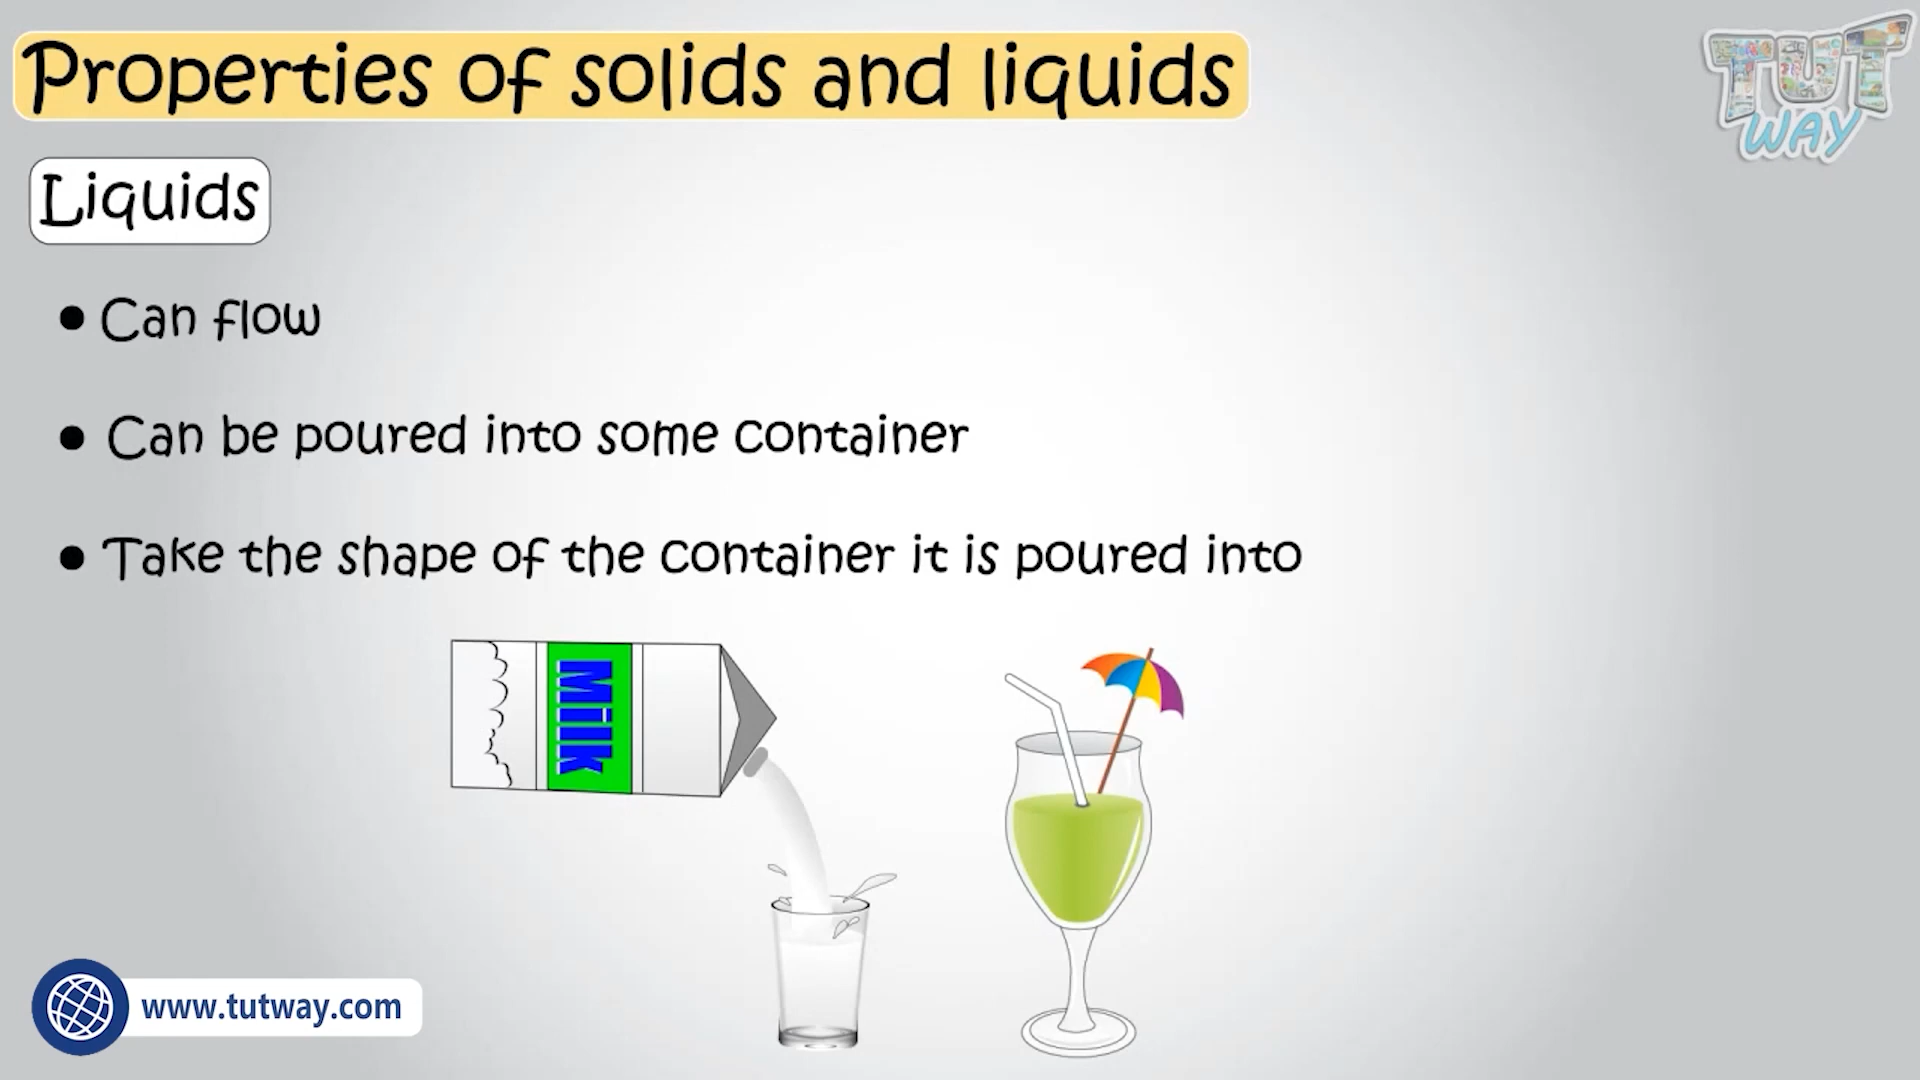 Properties of solids and liquids
TUT
WAY
Liquids
• Can flow
• Can be poured into some container
• Take the shape of the container it is poured into
Milk
www.tutway.com